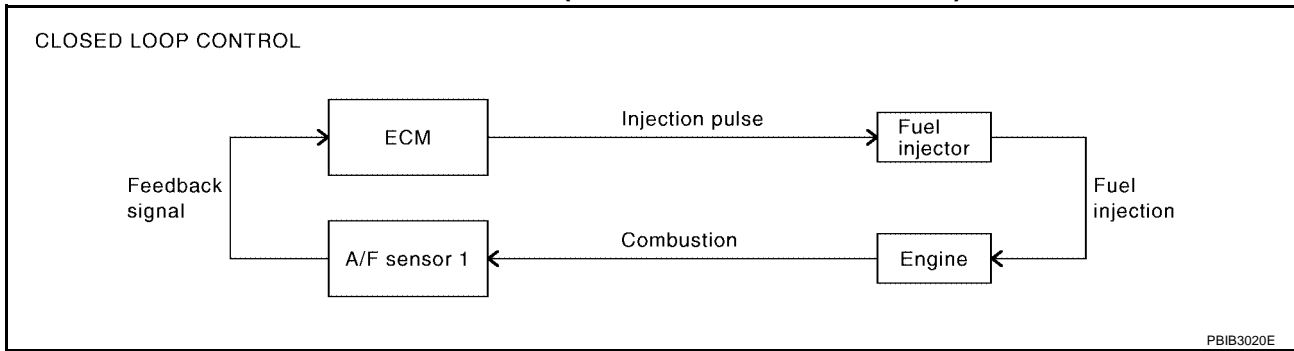 CLOSED LOOP CONTROL
ECM
Injection pulse
Fuel
injector
Feedback
signal
Fuel
injection
A/F sensor 1
Combustion
Engine
PBIB3020E